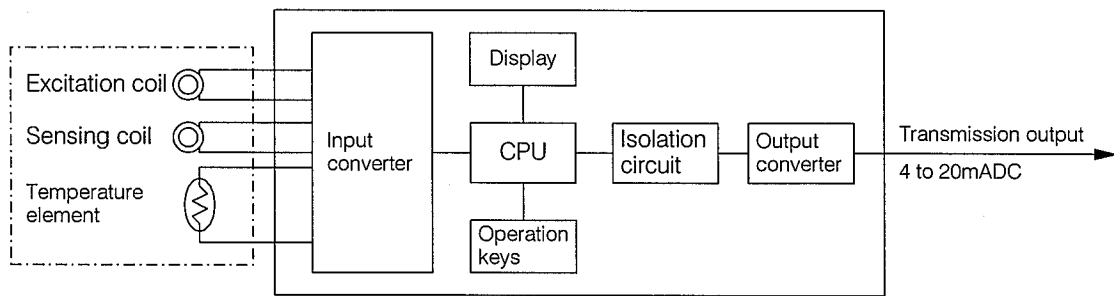 Excitation coil
Sensing coil
Temperature
element
Input
converter
Display
CPU
Operation
keys
Isolation
circuit
Output
converter
Transmission output
4 to 20mADC